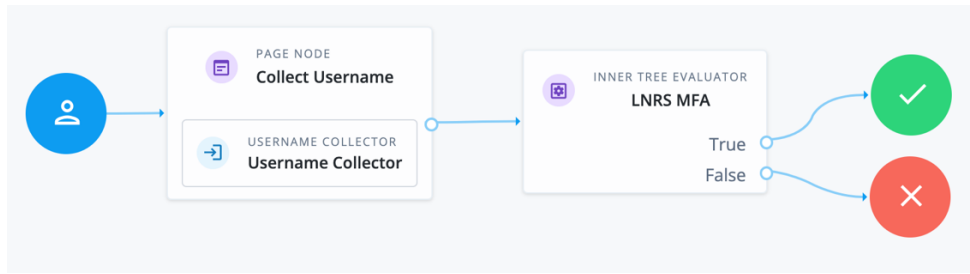 PAGE NODE
Collect Username
USERNAME COLLECTOR
Username Collector
INNER TREE EVALUATOR
LNRS MFA
True
False